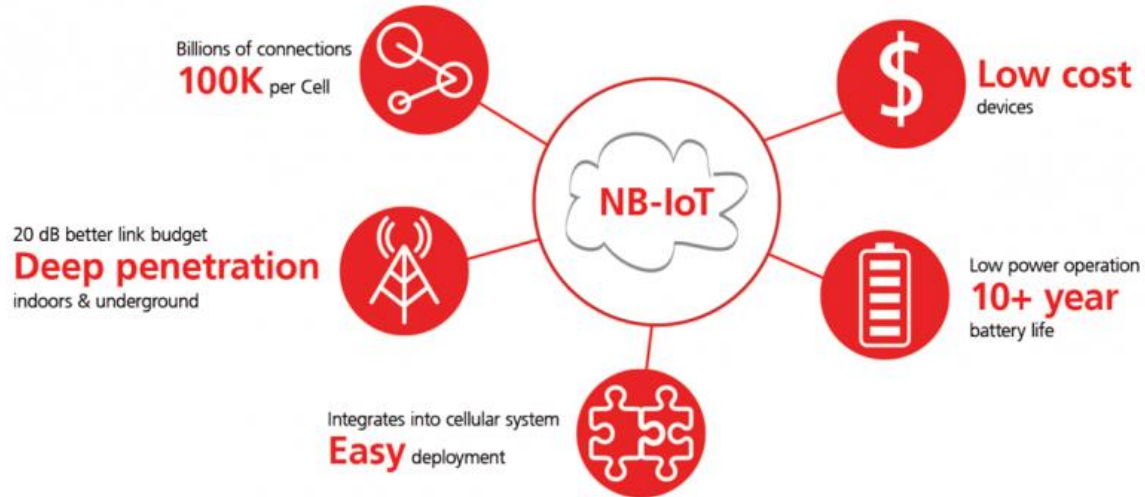 Billions of connections
100K per Cell
$
Low cost
devices
NB-IoT
20 dB better link budget
Deep penetration
indoors & underground
Low power operation
10+ year
battery life
Integrates into cellular system
Easy deployment